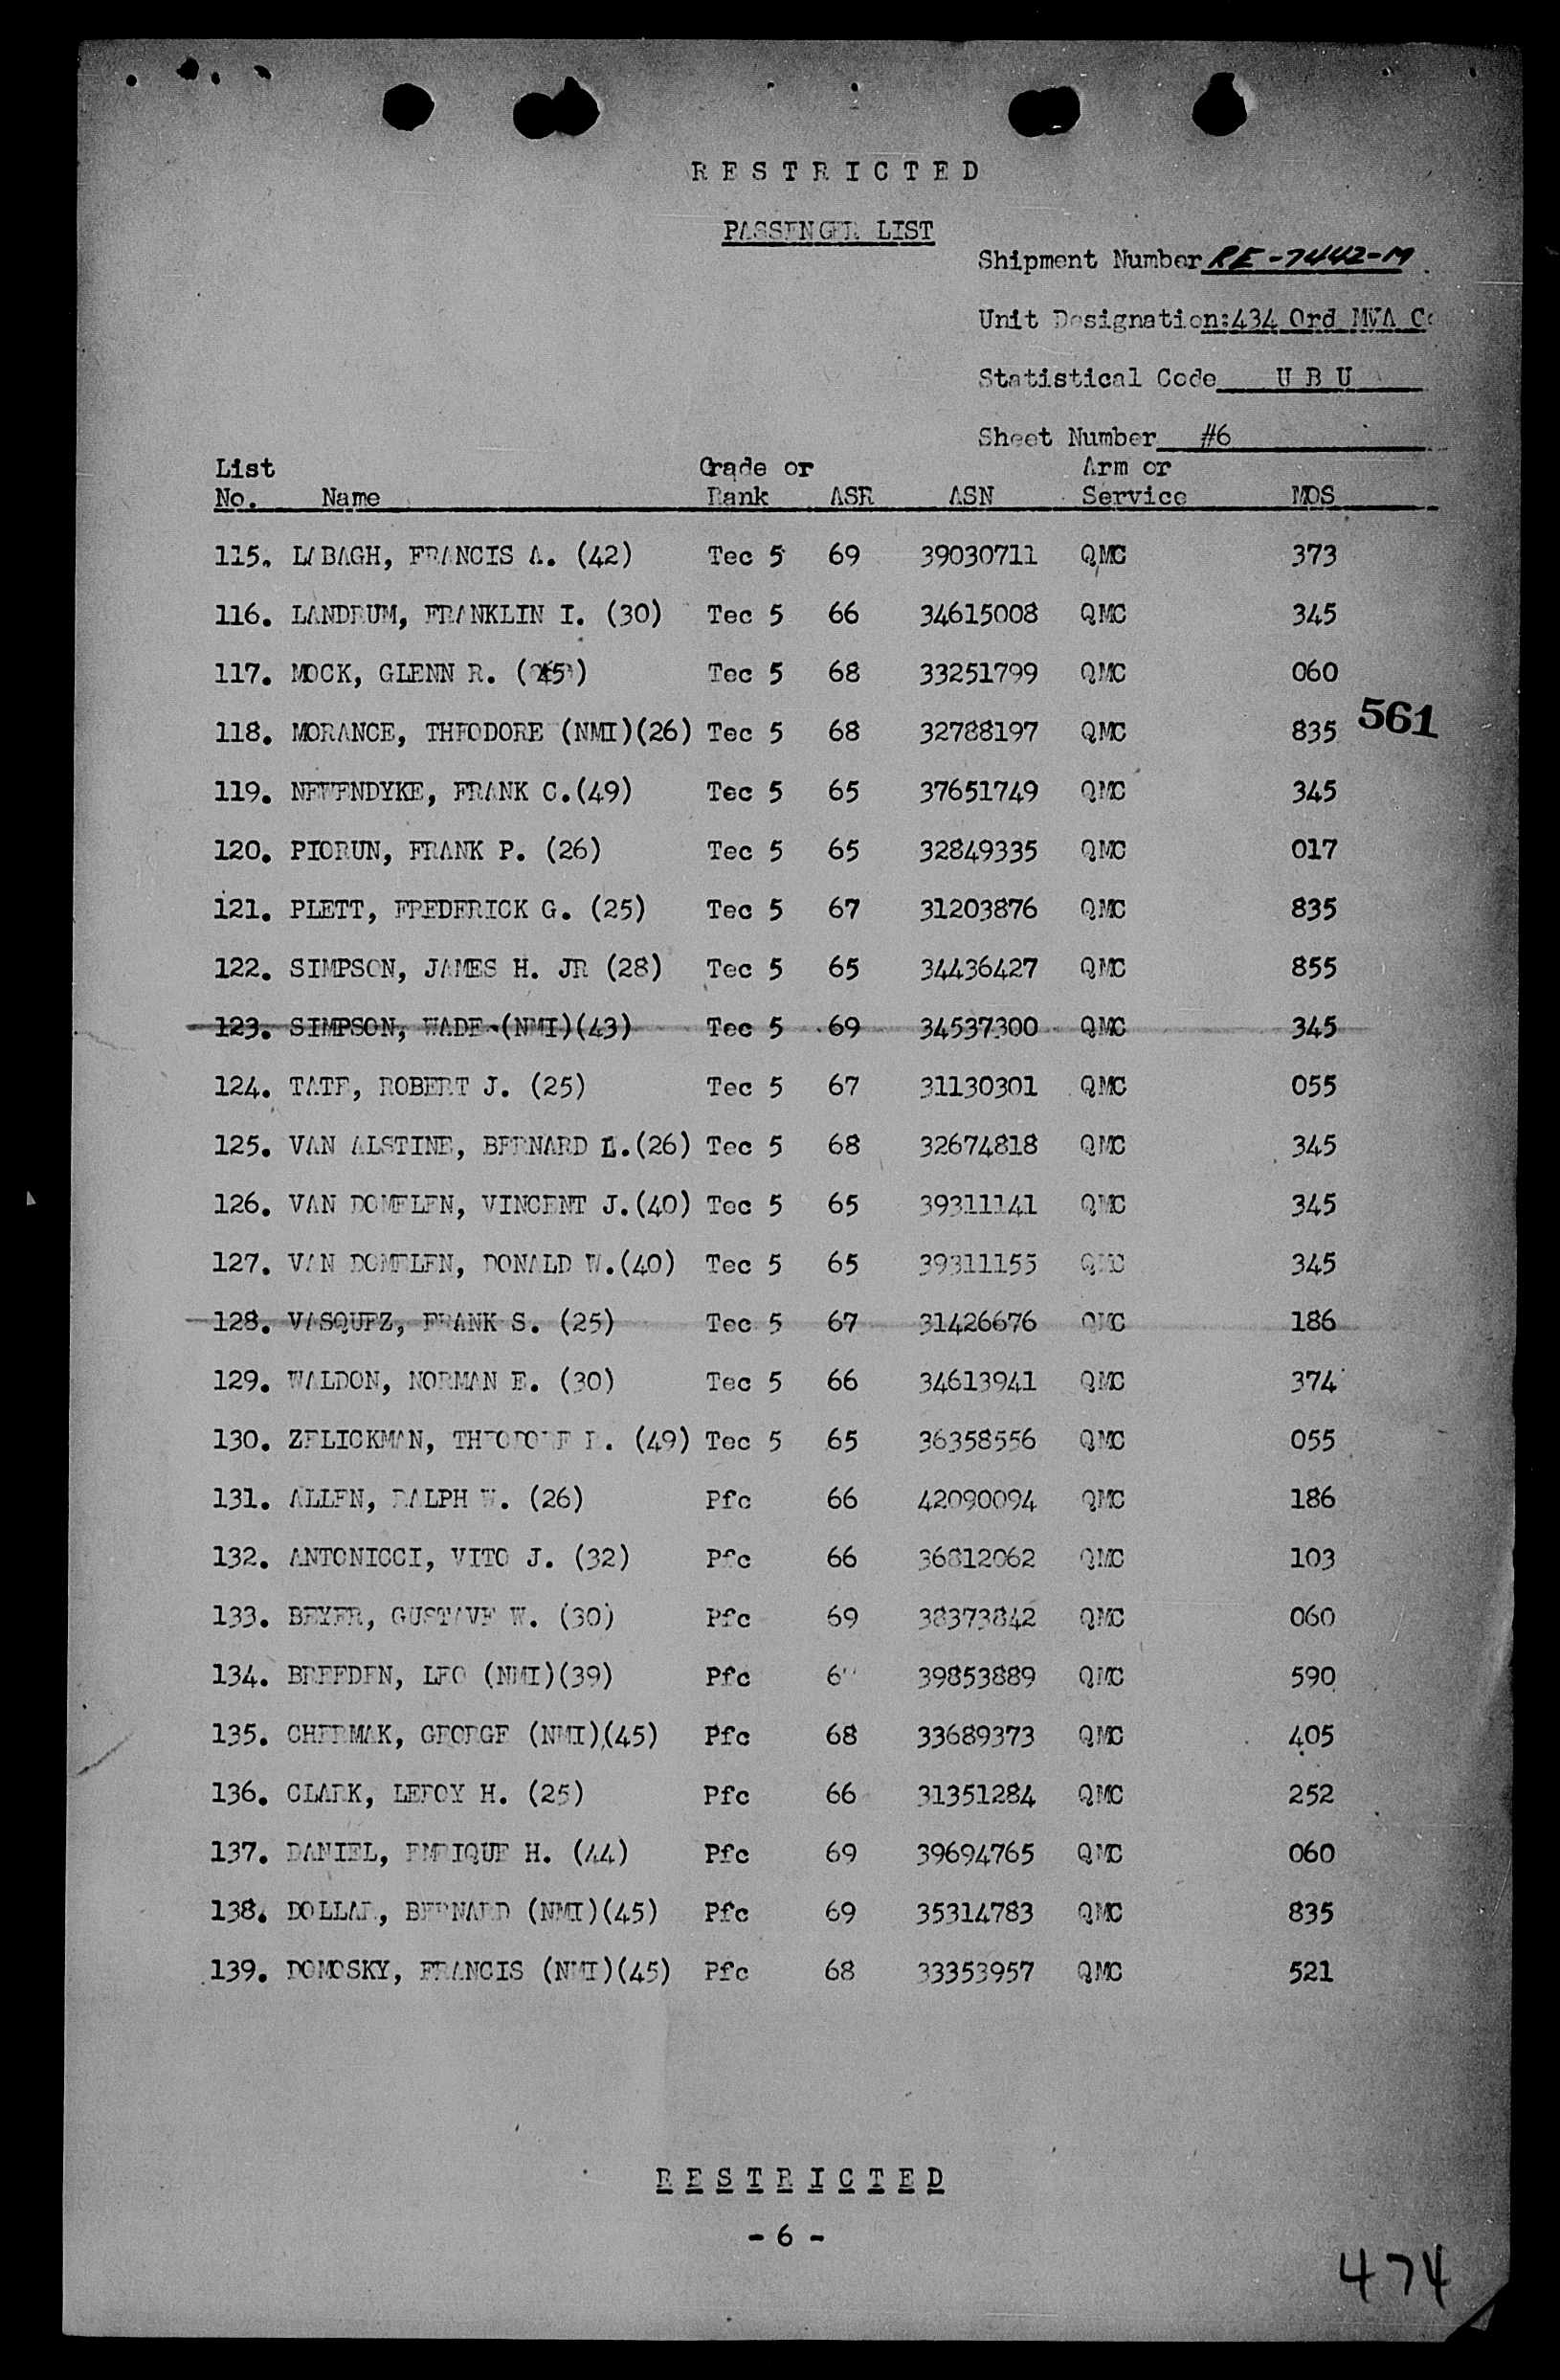 R E S T R I C T E D
PASSENGER LIST
Shipment Number RE-7442-M
Unit Designation:434 Ord MVA Co
Statistical Code U B U
Sheet Number #6
List Grade or Arm or
No. Name Rank ASR ASN Service MOS
115. LABAGH, FRANCIS A. (42) Tec 5 69 39030711 QMC 373
116. LANDRUM, FRANKLIN I. (30) Tec 5 66 34615008 QMC 345
117. MOCK, GLENN R. Tec 5 68 33251799 QMC 060
118. MORANCE, THEODORE (NMI)(26) Tec 5 68 32788197 QMC 835 561
119. NEWENDYKE, FRANK C.(49) Tec 5 65 37651749 QMC 345
120. PIORUN, FRANK P. (26) Tec 5 65 32849335 QMC 017
121. PLETT, FREDERICK G. (25) Tec 5 67 31203876 QMC 835
122. SIMPSON, JAMES H. JR (28) Tec 5 65 34436427 QMC 855
123. SIMPSON, WADE (NMI)(43) Tec 5 69 34537300 QMC 345
124. TATE, ROBERT J. (25) Tec 5 67 31130301 QMC 055
125. VAN ALSTINE, BERNARD L.(26) Tec 5 68 32674818 QMC 345
126. VAN DOMELEN, VINCENT J.(40) Tec 5 65 39311141 QMC 345
127. VAN DOMELEN, DONALD W.(40) Tec 5 65 39311155 QMC 345
128. VASQUEZ, FRANK S. (25) Tec 5 67 31426676 QMC 186
129. WALDON, NORMAN E. (30) Tec 5 66 34613941 QMC 374
130. ZELICKMAN, THEODORE (49) Tec 5 65 36358556 QMC 055
131. ALLEN, RALPH W. (26) Pfc 66 42090094 QMC 186
132. ANTONICCI, VITO J. (32) Pfc 66 36812062 QMC 103
133. BEYER, GUSTAVE W. (30) Pfc 69 38373842 QMC 060
134. BREEDEN, LEO (NMI)(39) Pfc 39853889 QMC 590
135. CHERMAK, GEORGE (NMI)(45) Pfc 68 33689373 QMC 405
136. CLARK, LEROY H. (25) Pfc 66 31351284 QMC 252
137. DANIEL, ENRIQUE H. (44) Pfc 69 39694765 QMC 060
138. DOLLAR, BERNARD (NMI)(45) Pfc 69 35314783 QMC 835
139. DOMOSKY, FRANCIS (NMI)(45) Pfc 68 33353957 QMC 521
R E S T R I C T E D
- 6 -
474